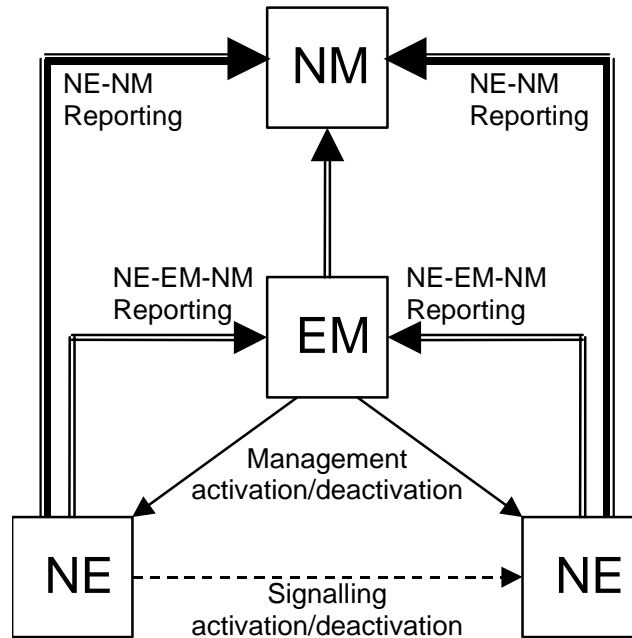 NM
NE-NM
Reporting
NE-NM
Reporting
NE-EM-NM
Reporting
NE-EM-NM
Reporting
EM
Management
activation/deactivation
NE
NE
Signalling
activation/deactivation